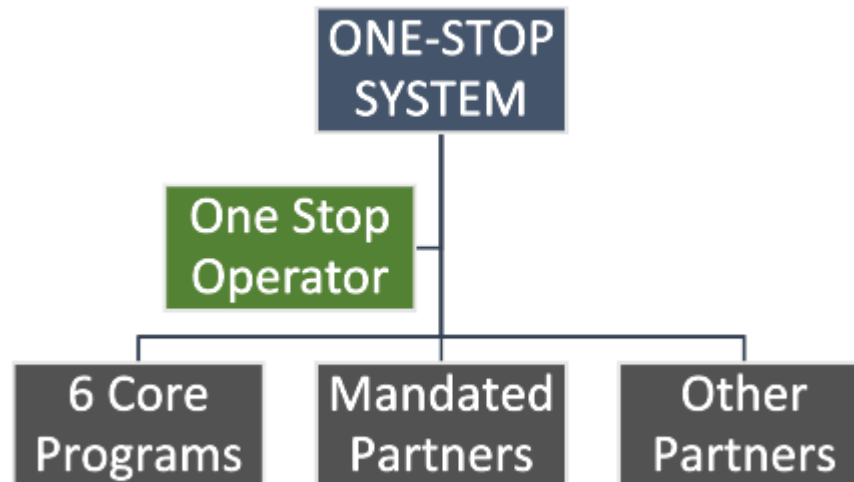 ONE-STOP
SYSTEM
One Stop
Operator
6 Core
Programs
Mandated
Partners
Other
Partners